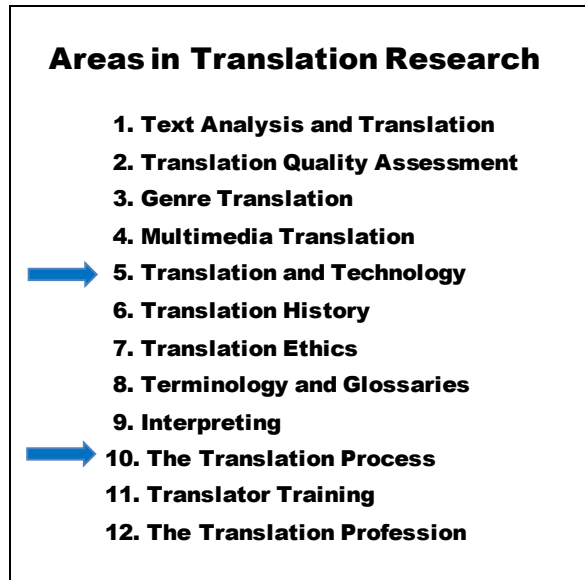 Areas in Translation Research
1. Text Analysis and Translation
2. Translation Quality Assessment
3. Genre Translation
4. Multimedia Translation
5. Translation and Technology
6. Translation History
7. Translation Ethics
8. Terminology and Glossaries
9. Interpreting
10. The Translation Process
11. Translator Training
12. The Translation Profession